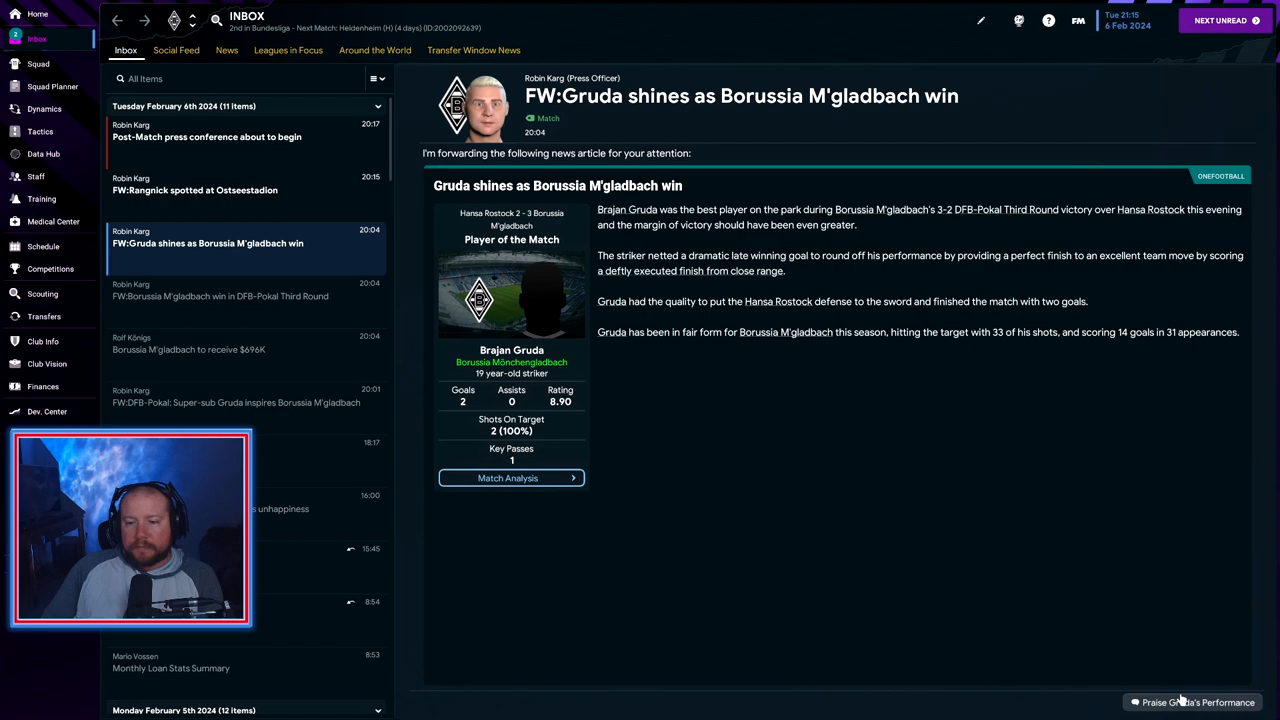 Home
2
Inbox
Squad
Squad Planner
Dynamics
Tactics
Data Hub
Staff
Training
Medical Center
Schedule
Competitions
Scouting
Transfers
Club Info
Club Vision
Finances
Dev. Center
INBOX
2nd in Bundesliga - Next Match: Heidenheim (H) (4 days) (ID:2002092639)
FM
Tue 21:15
6 Feb 2024
NEXT UNREAD
Inbox
Social Feed
News
Leagues in Focus
Around the World
Transfer Window News
All Items
Tuesday February 6th 2024 (11 items)
Robin Karg 20:17
Post-Match press conference about to begin
Robin Karg 20:15
FW:Rangnick spotted at Ostseestadion
Robin Karg 20:04
FW:Gruda shines as Borussia M'gladbach win
Robin Karg 20:04
FW:Borussia M'gladbach win in DFB-Pokal Third Round
Rolf Königs 20:04
Borussia M'gladbach to receive $696K
Robin Karg 20:01
FW:DFB-Pokal: Super-sub Gruda inspires Borussia M'gladbach
18:17
16:00
unhappiness
15:45
8:54
Mario Vossen 8:53
Monthly Loan Stats Summary
Monday February 5th 2024 (12 items)
Robin Karg (Press Officer)
FW:Gruda shines as Borussia M'gladbach win
Match
20:04
I'm forwarding the following news article for your attention:
ONEFOOTBALL
Gruda shines as Borussia M'gladbach win
Hansa Rostock 2 - 3 Borussia
M'gladbach
Player of the Match
Brajan Gruda
Borussia Mönchengladbach
19 year-old striker
Goals Assists Rating
2 0 8.90
Shots On Target
2 (100%)
Key Passes
1
Match Analysis
Brajan Gruda was the best player on the park during Borussia M'gladbach's 3-2 DFB-Pokal Third Round victory over Hansa Rostock this evening
and the margin of victory should have been even greater.
The striker netted a dramatic late winning goal to round off his performance by providing a perfect finish to an excellent team move by scoring
a deftly executed finish from close range.
Gruda had the quality to put the Hansa Rostock defense to the sword and finished the match with two goals.
Gruda has been in fair form for Borussia M'gladbach this season, hitting the target with 33 of his shots, and scoring 14 goals in 31 appearances.
Praise Gruda's Performance